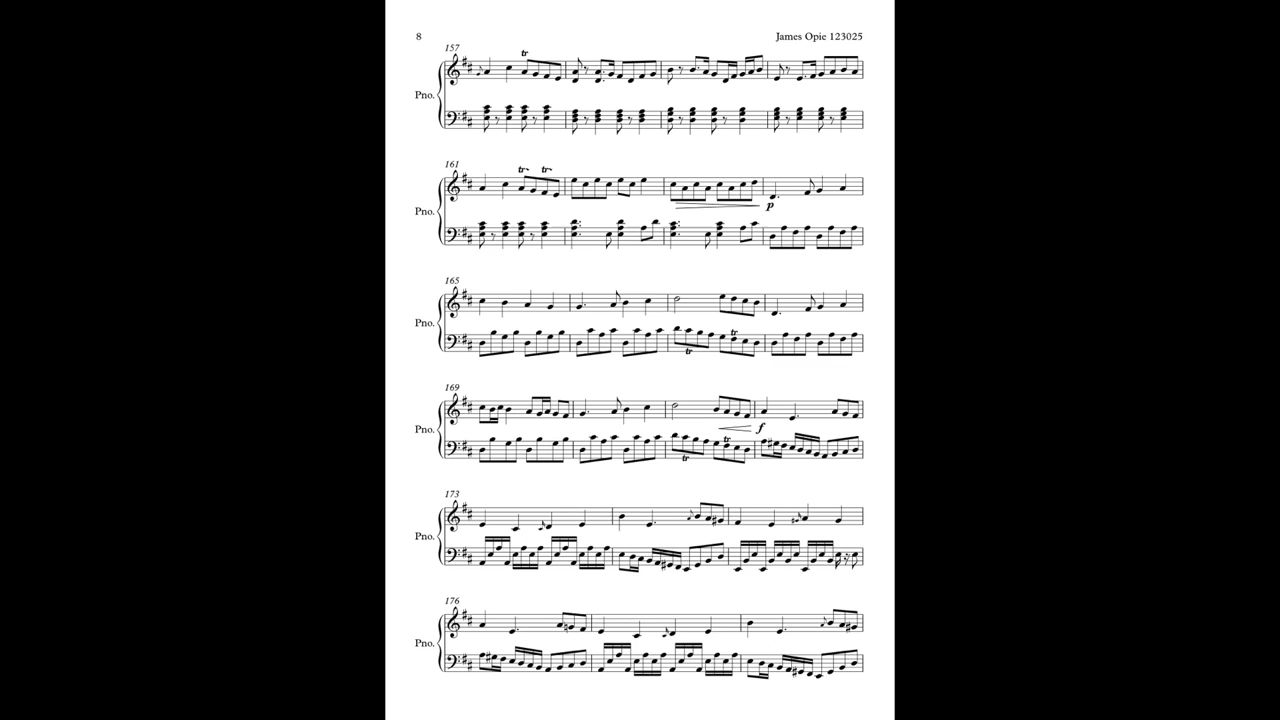 8 James Opie 123025
157
tr
Pno.
161
tr tr
Pno.
p
165
Pno.
tr
tr
169
Pno.
f
tr
tr
173
Pno.
176
Pno.